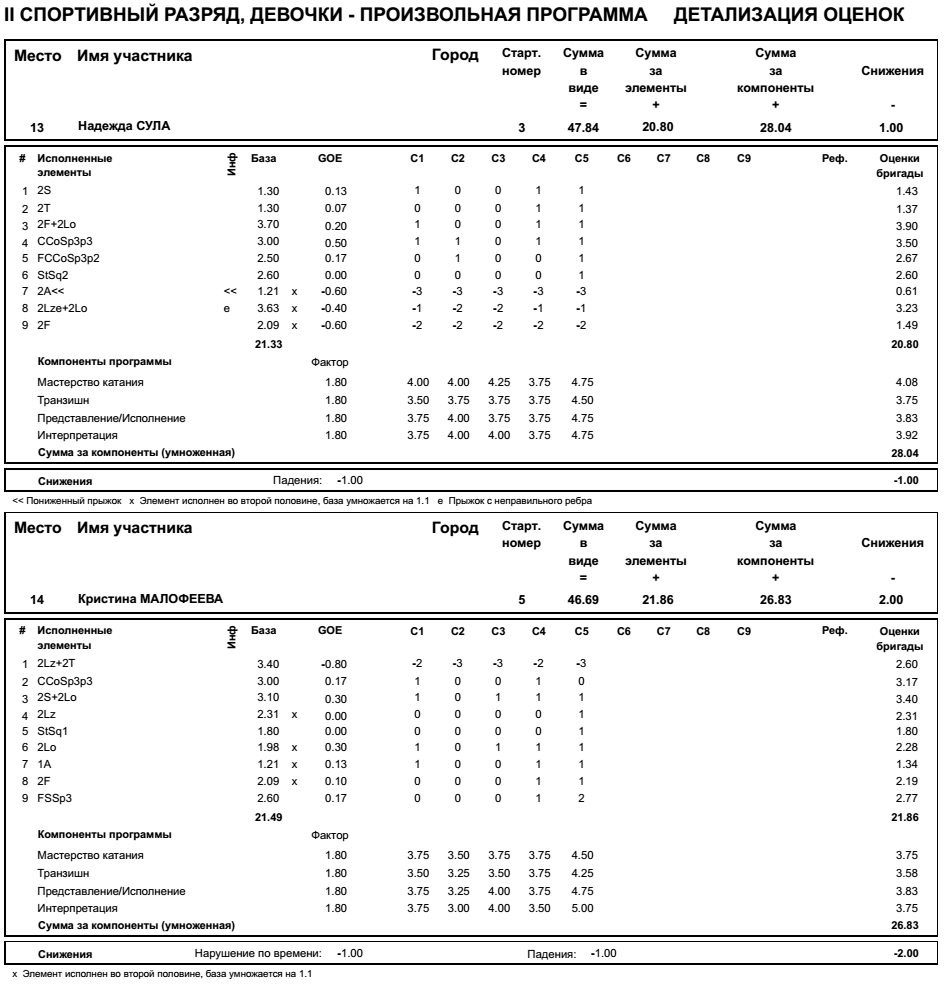 II СПОРТИВНЫЙ РАЗРЯД, ДЕВОЧКИ - ПРОИЗВОЛЬНАЯ ПРОГРАММА ДЕТАЛИЗАЦИЯ ОЦЕНОК
Место Имя участника Город Старт. номер Сумма в виде = Сумма за элементы + Сумма за компоненты + Снижения -
13 Надежда СУЛА 3 47.84 20.80 28.04 1.00
# Исполненные элементы Инф База GOE C1 C2 C3 C4 C5 C6 C7 C8 C9 Реф. Оценки бригады
1 2S 1.30 0.13 1 0 0 1 1 1.43
2 2T 1.30 0.07 0 0 0 1 1 1.37
3 2F+2Lo 3.70 0.20 1 0 0 1 1 3.90
4 CCoSp3p3 3.00 0.50 1 1 0 1 1 3.50
5 FCCoSp3p2 2.50 0.17 0 1 0 0 1 2.67
6 StSq2 2.60 0.00 0 0 0 0 1 2.60
7 2A<< << 1.21 x -0.60 -3 -3 -3 -3 -3 0.61
8 2Lze+2Lo e 3.63 x -0.40 -1 -2 -2 -1 -1 3.23
9 2F 2.09 x -0.60 -2 -2 -2 -2 -2 1.49
21.33 20.80
Компоненты программы Фактор
Мастерство катания 1.80 4.00 4.00 4.25 3.75 4.75 4.08
Транзишн 1.80 3.50 3.75 3.75 3.75 4.50 3.75
Представление/Исполнение 1.80 3.75 4.00 3.75 3.75 4.75 3.83
Интерпретация 1.80 3.75 4.00 4.00 3.75 4.75 3.92
Сумма за компоненты (умноженная) 28.04
Снижения Падения: -1.00 -1.00
<< Пониженный прыжок x Элемент исполнен во второй половине, база умножается на 1.1 e Прыжок с неправильного ребра
Место Имя участника Город Старт. номер Сумма в виде = Сумма за элементы + Сумма за компоненты + Снижения -
14 Кристина МАЛОФЕЕВА 5 46.69 21.86 26.83 2.00
# Исполненные элементы Инф База GOE C1 C2 C3 C4 C5 C6 C7 C8 C9 Реф. Оценки бригады
1 2Lz+2T 3.40 -0.80 -2 -3 -3 -2 -3 2.60
2 CCoSp3p3 3.00 0.17 1 0 0 1 0 3.17
3 2S+2Lo 3.10 0.30 1 0 1 1 1 3.40
4 2Lz 2.31 x 0.00 0 0 0 0 1 2.31
5 StSq1 1.80 0.00 0 0 0 0 1 1.80
6 2Lo 1.98 x 0.30 1 0 1 1 1 2.28
7 1A 1.21 x 0.13 1 0 0 1 1 1.34
8 2F 2.09 x 0.10 0 0 0 1 1 2.19
9 FSSp3 2.60 0.17 0 0 0 1 2 2.77
21.49 21.86
Компоненты программы Фактор
Мастерство катания 1.80 3.75 3.50 3.75 3.75 4.50 3.75
Транзишн 1.80 3.50 3.25 3.50 3.75 4.25 3.58
Представление/Исполнение 1.80 3.75 3.25 4.00 3.75 4.75 3.83
Интерпретация 1.80 3.75 3.00 4.00 3.50 5.00 3.75
Сумма за компоненты (умноженная) 26.83
Снижения Нарушение по времени: -1.00 Падения: -1.00 -2.00
x Элемент исполнен во второй половине, база умножается на 1.1